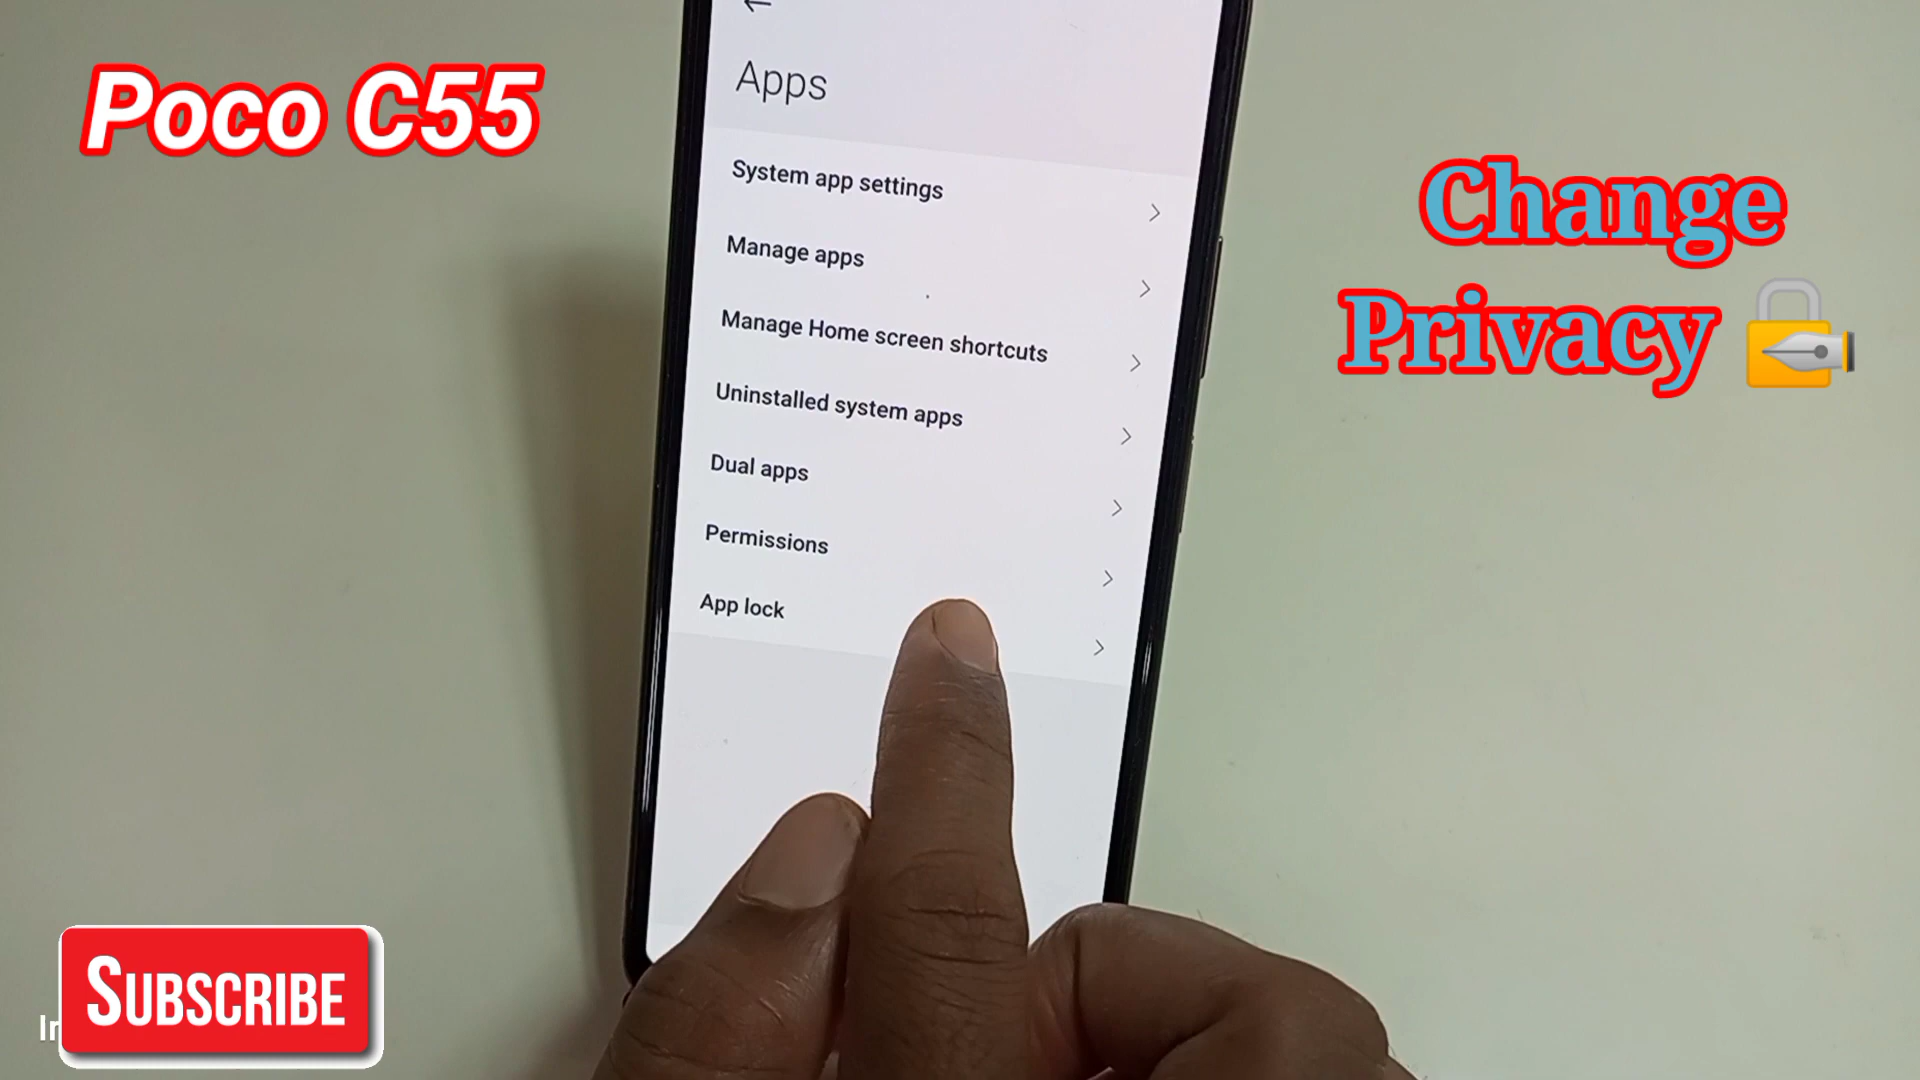 Poco C55
Change
Privacy
Apps
System app settings
Manage apps
Manage Home screen shortcuts
Uninstalled system apps
Dual apps
Permissions
App lock
SUBSCRIBE